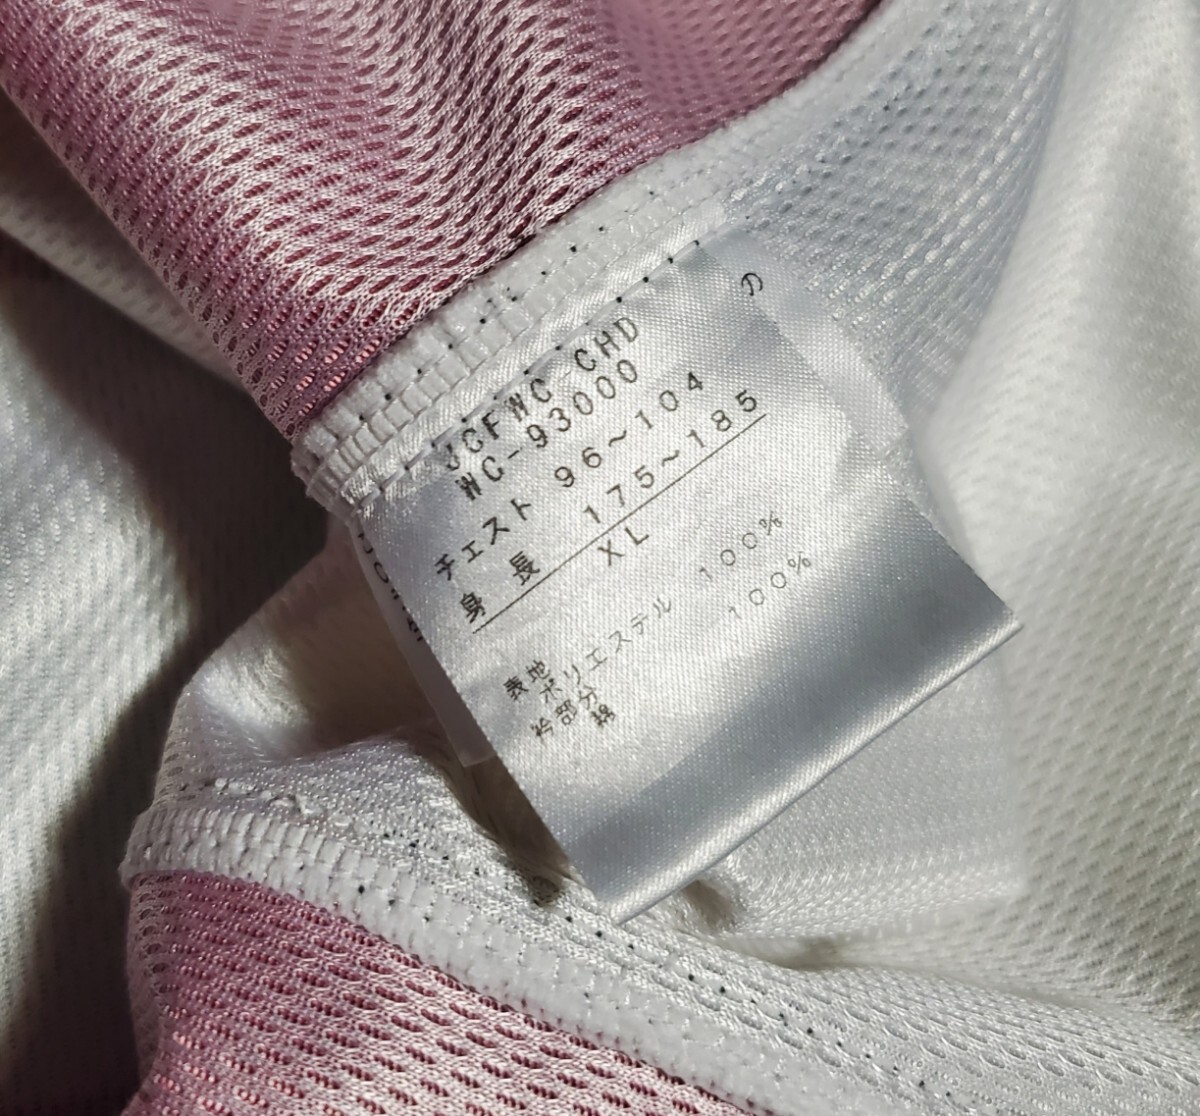 JCFWC-CHD
WC-93000
チェスト 96~104
身 長 175~185
XL
表地
ポリエステル 100%
衿部分
綿 100%
の